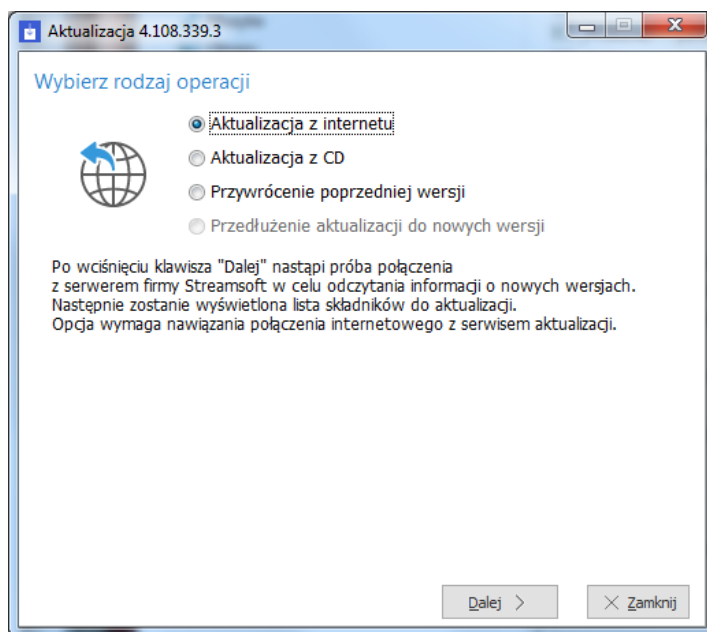 Aktualizacja 4.108.339.3
Wybierz rodzaj operacji
Aktualizacja z internetu
Aktualizacja z CD
Przywrócenie poprzedniej wersji
Przedłużenie aktualizacji do nowych wersji
Po wciśnięciu klawisza "Dalej" nastąpi próba połączenia
z serwerem firmy Streamsoft w celu odczytania informacji o nowych wersjach.
Następnie zostanie wyświetlona lista składników do aktualizacji.
Opcja wymaga nawiązania połączenia internetowego z serwisem aktualizacji.
Dalej
Zamknij